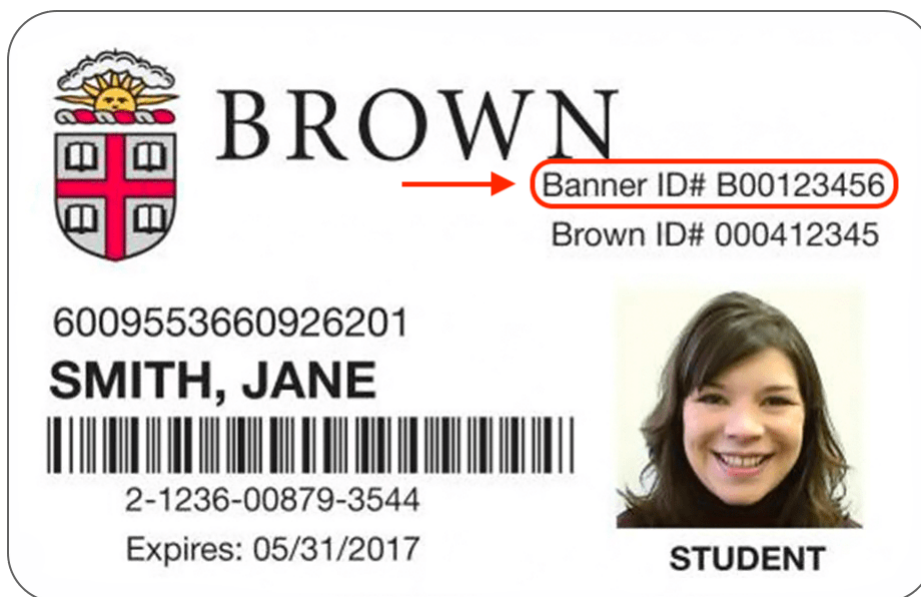 BROWN
Banner ID# B00123456
Brown ID# 000412345
6009553660926201
SMITH, JANE
2-1236-00879-3544
Expires: 05/31/2017
STUDENT